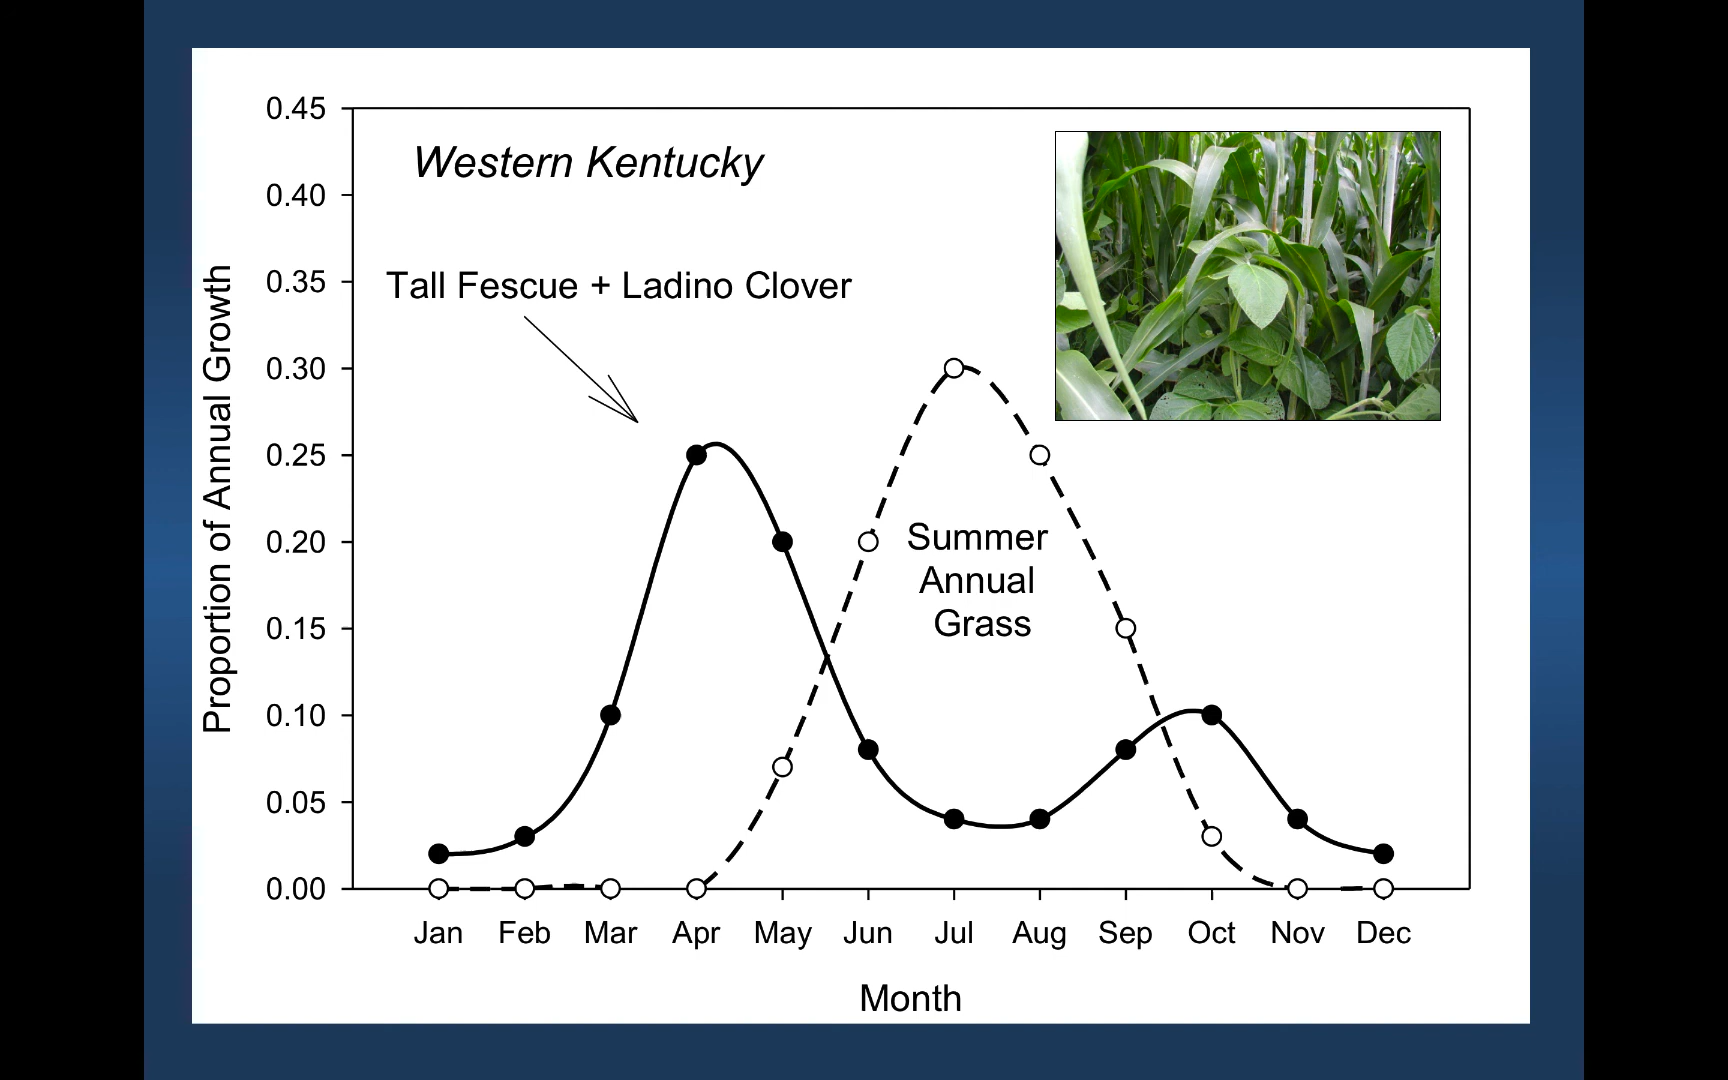 Western Kentucky
Tall Fescue + Ladino Clover
Summer
Annual
Grass
Proportion of Annual Growth
0.45
0.40
0.35
0.30
0.25
0.20
0.15
0.10
0.05
0.00
Jan Feb Mar Apr May Jun Jul Aug Sep Oct Nov Dec
Month